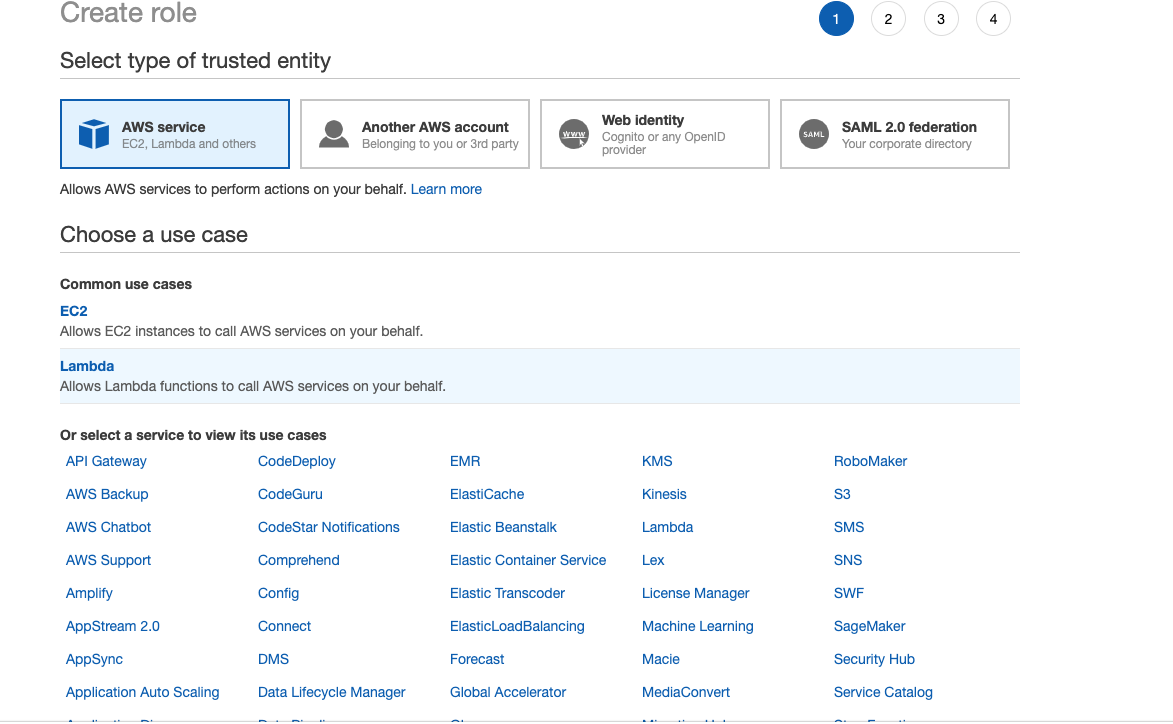 Create role
1 2 3 4
Select type of trusted entity
AWS service
EC2, Lambda and others
Another AWS account
Belonging to you or 3rd party
www
Web identity
Cognito or any OpenID
provider
SAML
SAML 2.0 federation
Your corporate directory
Allows AWS services to perform actions on your behalf. Learn more
Choose a use case
Common use cases
EC2
Allows EC2 instances to call AWS services on your behalf.
Lambda
Allows Lambda functions to call AWS services on your behalf.
Or select a service to view its use cases
API Gateway CodeDeploy EMR KMS RoboMaker
AWS Backup CodeGuru ElastiCache Kinesis S3
AWS Chatbot CodeStar Notifications Elastic Beanstalk Lambda SMS
AWS Support Comprehend Elastic Container Service Lex SNS
Amplify Config Elastic Transcoder License Manager SWF
AppStream 2.0 Connect ElasticLoadBalancing Machine Learning SageMaker
AppSync DMS Forecast Macie Security Hub
Application Auto Scaling Data Lifecycle Manager Global Accelerator MediaConvert Service Catalog